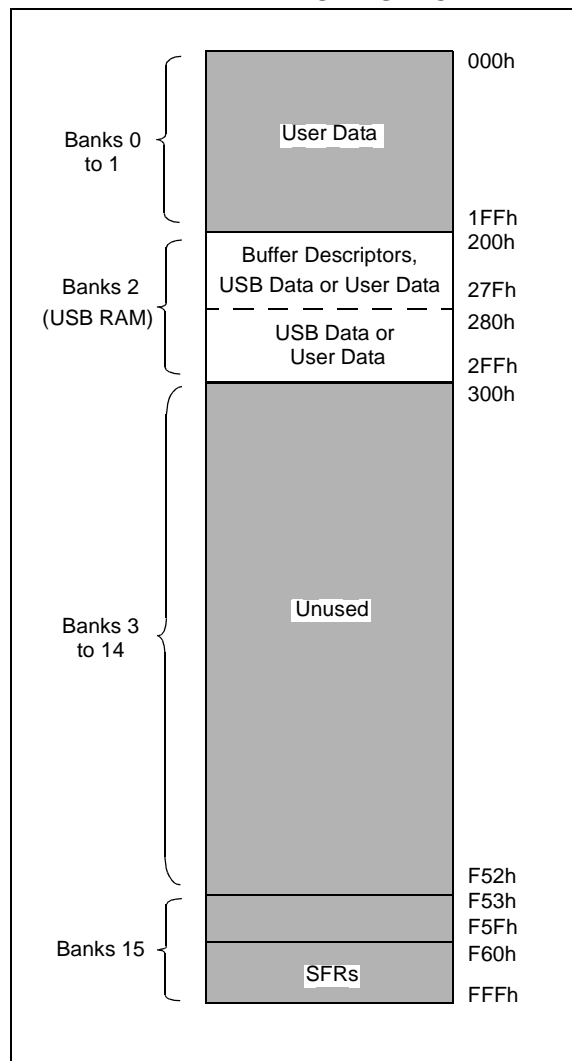 000h
User Data
Banks 0
to 1
1FFh
200h
Buffer Descriptors,
USB Data or User Data
27Fh
Banks 2
(USB RAM)
280h
USB Data or
User Data
2FFh
300h
Unused
Banks 3
to 14
F52h
F53h
F5Fh
Banks 15
F60h
SFRs
FFFh